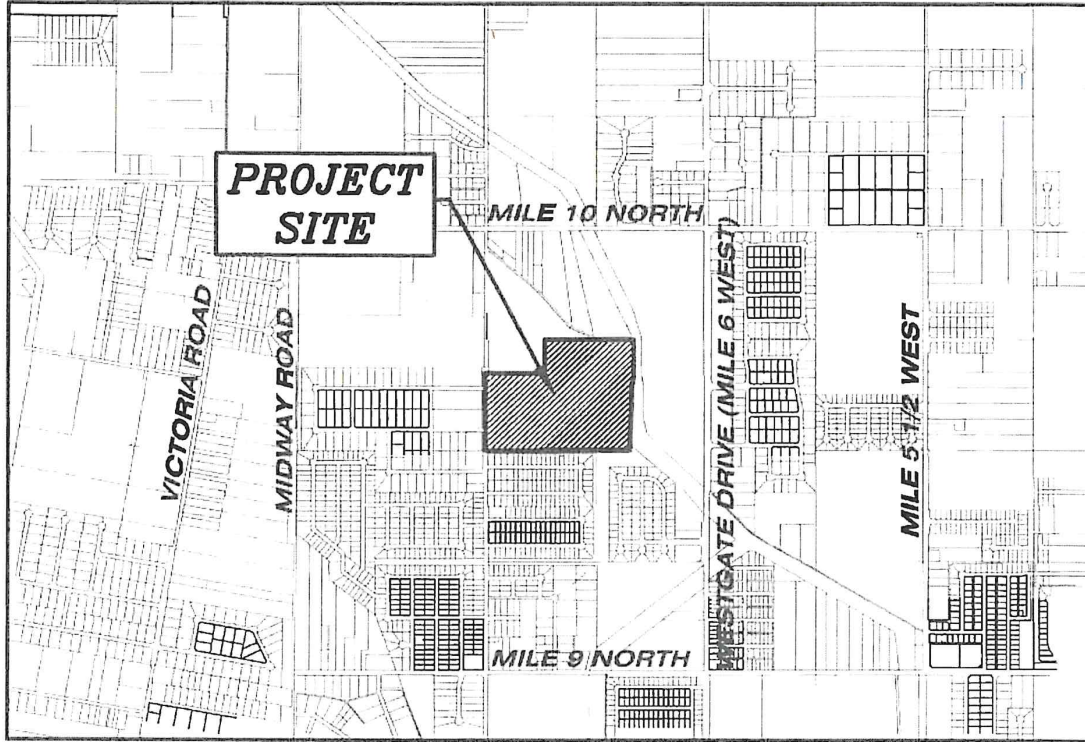 PROJECT
SITE
MILE 10 NORTH
VICTORIA ROAD
MIDWAY ROAD
WESTGATE DRIVE (MILE 6 WEST)
MILE 5 1/2 WEST
MILE 9 NORTH